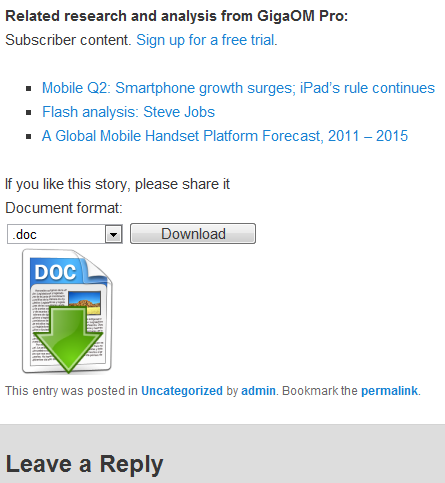 Related research and analysis from GigaOM Pro:
Subscriber content. Sign up for a free trial.
Mobile Q2: Smartphone growth surges; iPad's rule continues
Flash analysis: Steve Jobs
A Global Mobile Handset Platform Forecast, 2011 – 2015
If you like this story, please share it
Document format:
.doc Download
DOC
This entry was posted in Uncategorized by admin. Bookmark the permalink.
Leave a Reply